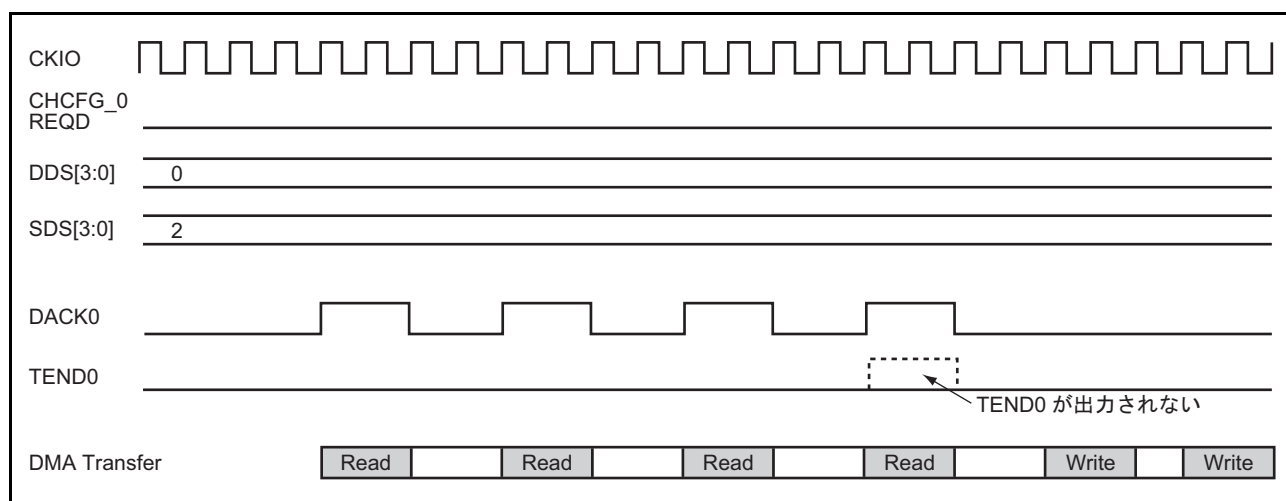 CKIO
CHCFG_0
REQD
DDS[3:0] 0
SDS[3:0] 2
DACK0
TEND0
TEND0 が出力されない
DMA Transfer Read Read Read Read Write Write